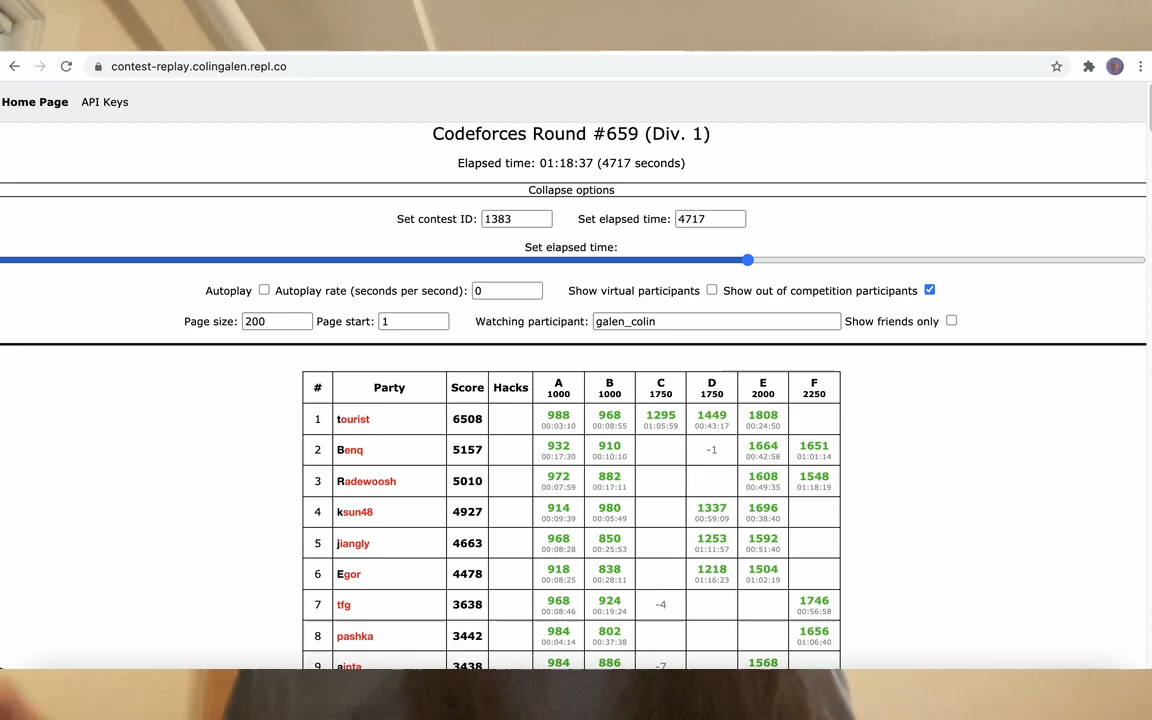 contest-replay.colingalen.repl.co
Home Page API Keys
Codeforces Round #659 (Div. 1)
Elapsed time: 01:18:37 (4717 seconds)
Collapse options
Set contest ID: 1383 Set elapsed time: 4717
Set elapsed time:
Autoplay Autoplay rate (seconds per second): 0 Show virtual participants Show out of competition participants
Page size: 200 Page start: 1 Watching participant: galen_colin Show friends only
# Party Score Hacks A B C D E F
1000 1000 1750 1750 2000 2250
1 tourist 6508 988 968 1295 1449 1808
00:03:10 00:08:55 01:05:59 00:43:17 00:24:50
2 Benq 5157 932 910 -1 1664 1651
00:17:30 00:10:10 00:42:58 01:01:14
3 Radewoosh 5010 972 882 1608 1548
00:07:59 00:17:11 00:49:35 01:18:19
4 ksun48 4927 914 980 1337 1696
00:09:39 00:05:49 00:59:09 00:38:40
5 jiangly 4663 968 850 1253 1592
00:08:28 00:25:53 01:11:57 00:51:40
6 Egor 4478 918 838 1218 1504
00:08:25 00:28:11 01:16:23 01:02:19
7 tfg 3638 968 924 -4 1746
00:08:46 00:19:24 00:56:58
8 pashka 3442 984 802 1656
00:04:14 00:37:38 01:06:40
9 ainta 3438 984 886 -7 1568